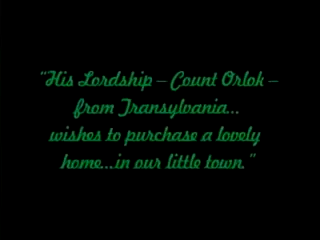 "His Lordship – Count Orlok –
from Transylvania...
wishes to purchase a lovely
home...in our little town."